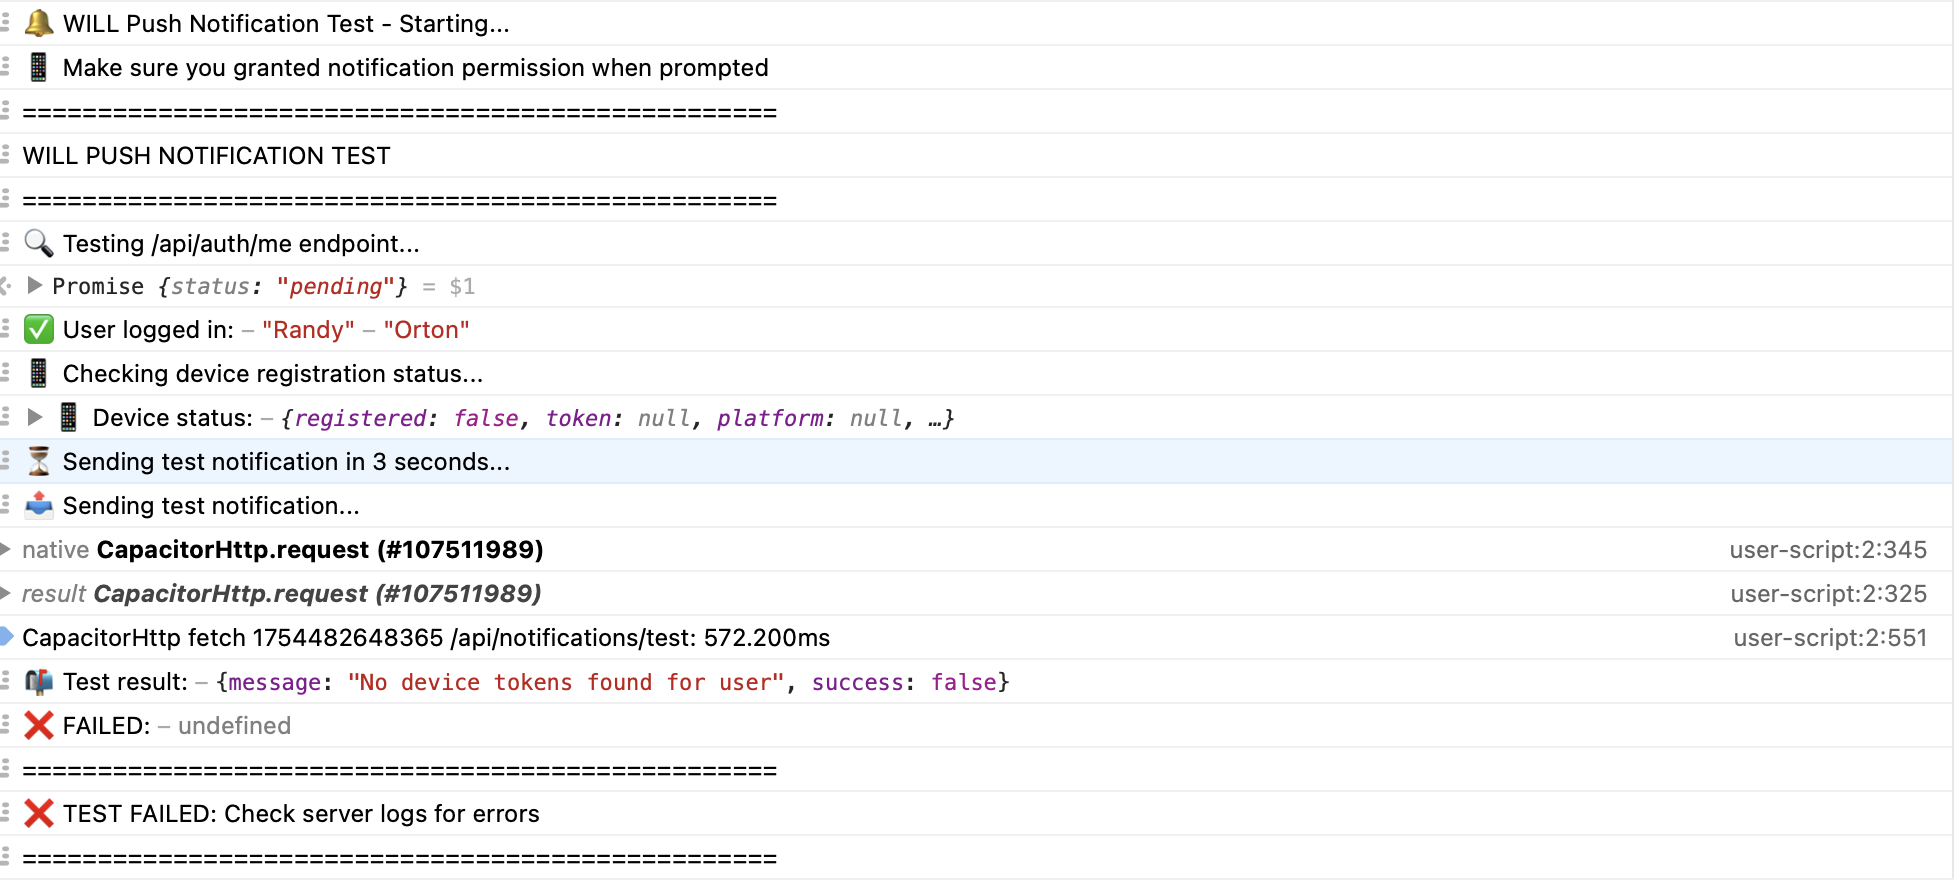 🔔 WILL Push Notification Test - Starting...
📱 Make sure you granted notification permission when prompted
==================================================
WILL PUSH NOTIFICATION TEST
==================================================
🔍 Testing /api/auth/me endpoint...
Promise {status: "pending"} = $1
✅ User logged in: – "Randy" – "Orton"
📱 Checking device registration status...
📱 Device status: – {registered: false, token: null, platform: null, …}
⏳ Sending test notification in 3 seconds...
📤 Sending test notification...
native CapacitorHttp.request (#107511989) user-script:2:345
result CapacitorHttp.request (#107511989) user-script:2:325
CapacitorHttp fetch 1754482648365 /api/notifications/test: 572.200ms user-script:2:551
📬 Test result: – {message: "No device tokens found for user", success: false}
❌ FAILED: – undefined
==================================================
❌ TEST FAILED: Check server logs for errors
==================================================